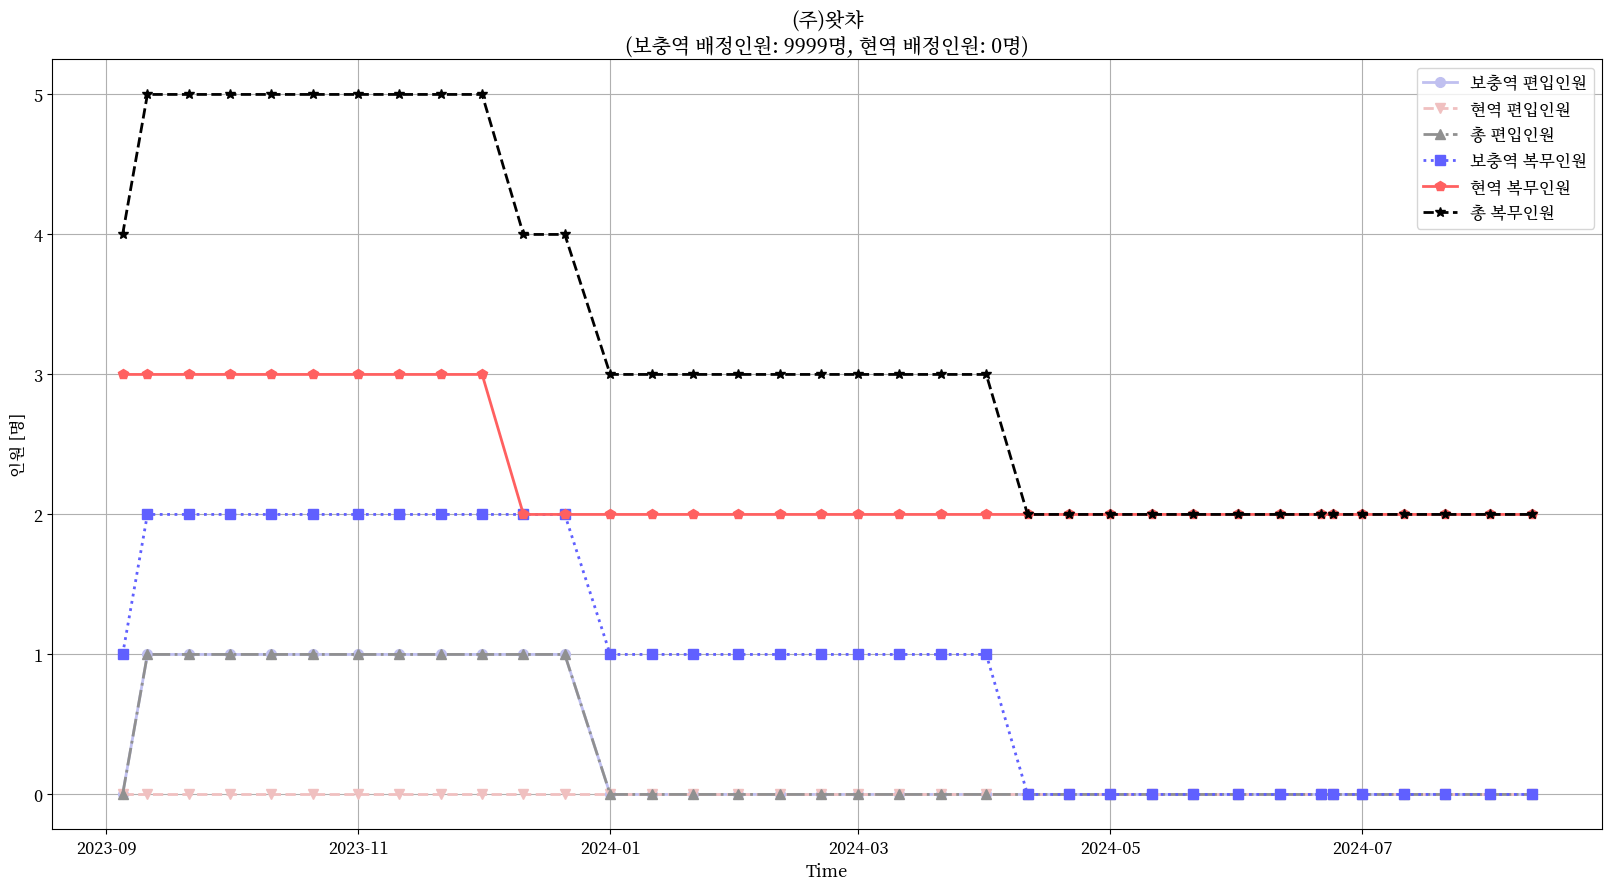 (주)왓챠
(보충역 배정인원: 9999명, 현역 배정인원: 0명)
보충역 편입인원
현역 편입인원
총 편입인원
보충역 복무인원
현역 복무인원
총 복무인원
인원 [명]
5
4
3
2
1
0
2023-09
2023-11
2024-01
2024-03
2024-05
2024-07
Time